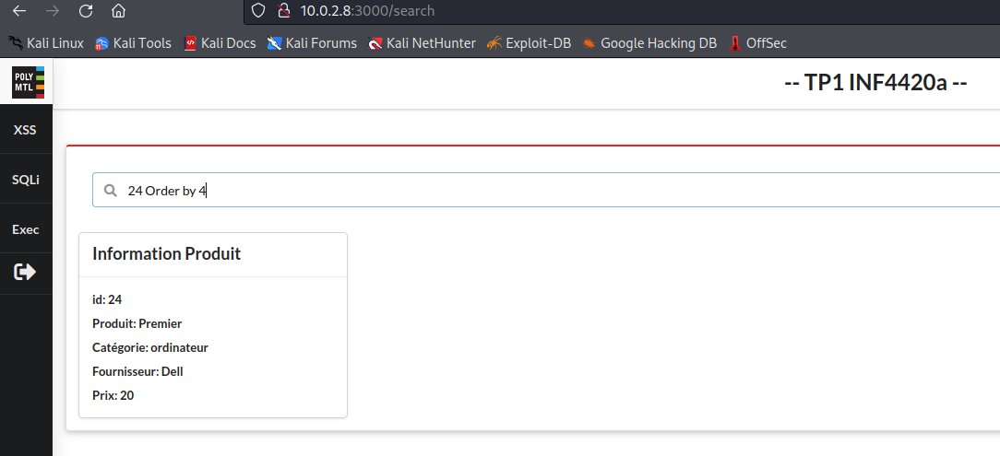 10.0.2.8:3000/search
Kali Linux Kali Tools Kali Docs Kali Forums Kali NetHunter Exploit-DB Google Hacking DB OffSec
POLY
MTL
-- TP1 INF4420a --
XSS
SQLi
Exec
24 Order by 4
Information Produit
id: 24
Produit: Premier
Catégorie: ordinateur
Fournisseur: Dell
Prix: 20